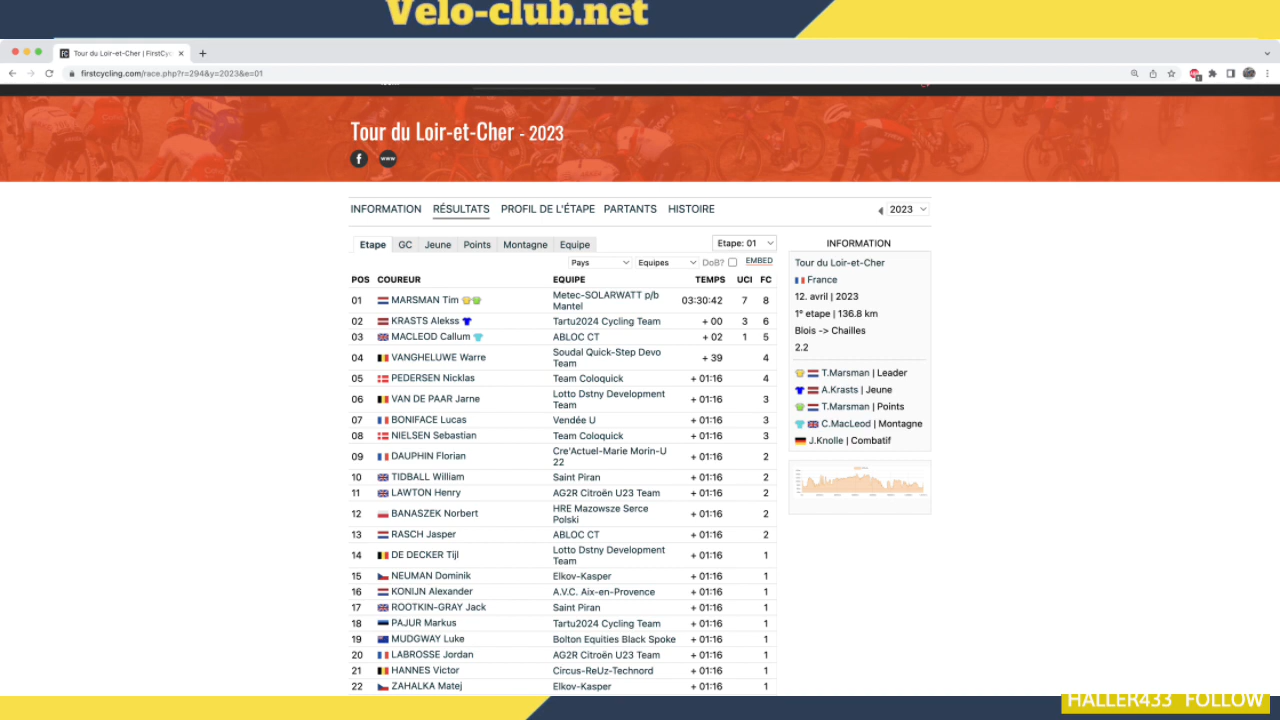 Velo-club.net
Tour du Loir-et-Cher | FirstCyc
firstcycling.com/race.php?r=294&y=2023&e=01
Tour du Loir-et-Cher - 2023
www
INFORMATION RÉSULTATS PROFIL DE L'ÉTAPE PARTANTS HISTOIRE 2023
Etape GC Jeune Points Montagne Equipe Etape: 01
Pays Equipes DoB? EMBED
POS COUREUR EQUIPE TEMPS UCI FC
01 MARSMAN Tim Metec-SOLARWATT p/b Mantel 03:30:42 7 8
02 KRASTS Alekss Tartu2024 Cycling Team + 00 3 6
03 MACLEOD Callum ABLOC CT + 02 1 5
04 VANGHELUWE Warre Soudal Quick-Step Devo Team + 39 4
05 PEDERSEN Nicklas Team Coloquick + 01:16 4
06 VAN DE PAAR Jarne Lotto Dstny Development Team + 01:16 3
07 BONIFACE Lucas Vendée U + 01:16 3
08 NIELSEN Sebastian Team Coloquick + 01:16 3
09 DAUPHIN Florian Cre'Actuel-Marie Morin-U 22 + 01:16 2
10 TIDBALL William Saint Piran + 01:16 2
11 LAWTON Henry AG2R Citroën U23 Team + 01:16 2
12 BANASZEK Norbert HRE Mazowsze Serce Polski + 01:16 2
13 RASCH Jasper ABLOC CT + 01:16 2
14 DE DECKER Tijl Lotto Dstny Development Team + 01:16 1
15 NEUMAN Dominik Elkov-Kasper + 01:16 1
16 KONIJN Alexander A.V.C. Aix-en-Provence + 01:16 1
17 ROOTKIN-GRAY Jack Saint Piran + 01:16 1
18 PAJUR Markus Tartu2024 Cycling Team + 01:16 1
19 MUDGWAY Luke Bolton Equities Black Spoke + 01:16 1
20 LABROSSE Jordan AG2R Citroën U23 Team + 01:16 1
21 HANNES Victor Circus-ReUz-Technord + 01:16 1
22 ZAHALKA Matej Elkov-Kasper + 01:16 1
INFORMATION
Tour du Loir-et-Cher
France
12. avril | 2023
1º etape | 136.8 km
Blois -> Chailles
2.2
T.Marsman | Leader
A.Krasts | Jeune
T.Marsman | Points
C.MacLeod | Montagne
J.Knolle | Combatif
HALLER433 FOLLOW